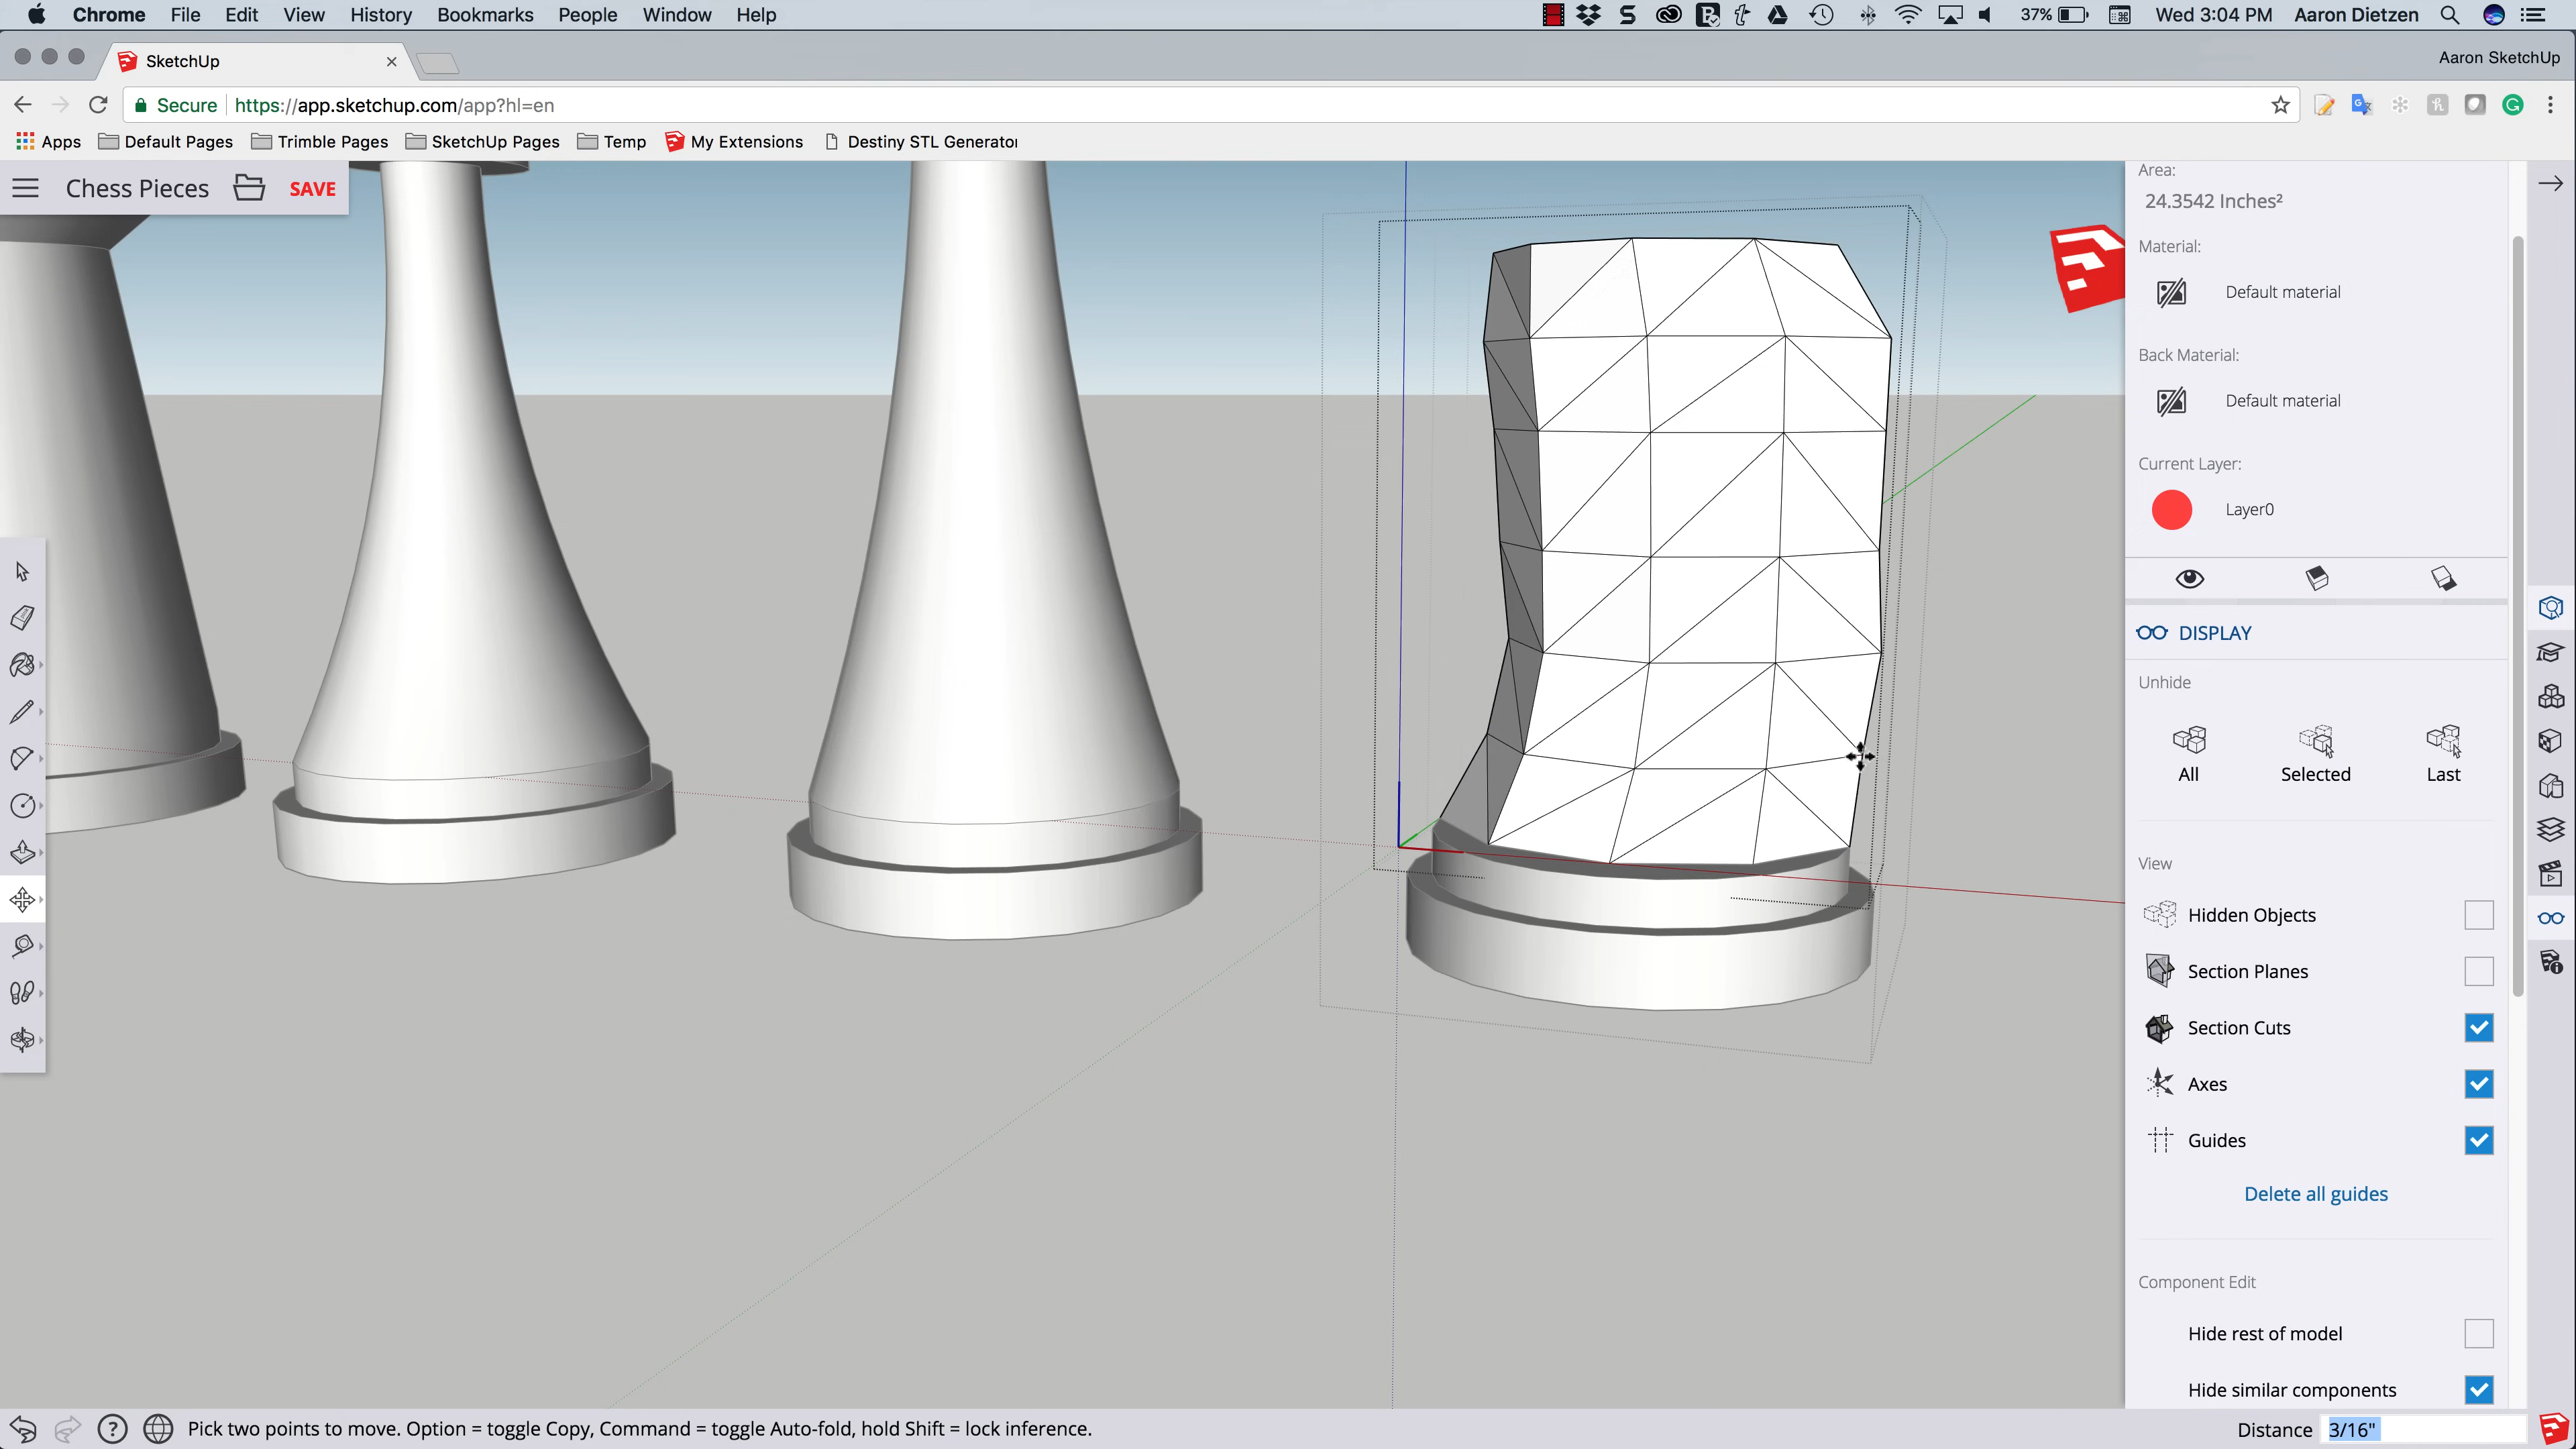 Chrome File Edit View History Bookmarks People Window Help 37% Wed 3:04 PM Aaron Dietzen
SketchUp
Aaron SketchUp
Secure https://app.sketchup.com/app?hl=en
Apps Default Pages Trimble Pages SketchUp Pages Temp My Extensions Destiny STL Generator
Chess Pieces SAVE
Area:
24.3542 Inches²
Material:
Default material
Back Material:
Default material
Current Layer:
Layer0
DISPLAY
Unhide
All Selected Last
View
Hidden Objects
Section Planes
Section Cuts
Axes
Guides
Delete all guides
Component Edit
Hide rest of model
Hide similar components
Pick two points to move. Option = toggle Copy, Command = toggle Auto-fold, hold Shift = lock inference.
Distance 3/16"